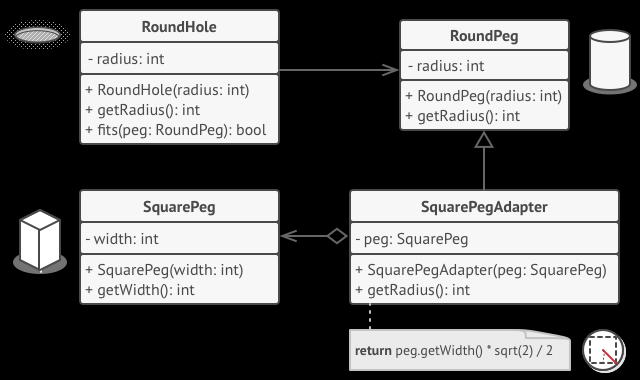 RoundHole
- radius: int
+ RoundHole(radius: int)
+ getRadius(): int
+ fits(peg: RoundPeg): bool
RoundPeg
- radius: int
+ RoundPeg(radius: int)
+ getRadius(): int
SquarePeg
- width: int
+ SquarePeg(width: int)
+ getWidth(): int
SquarePegAdapter
- peg: SquarePeg
+ SquarePegAdapter(peg: SquarePeg)
+ getRadius(): int
return peg.getWidth() * sqrt(2) / 2